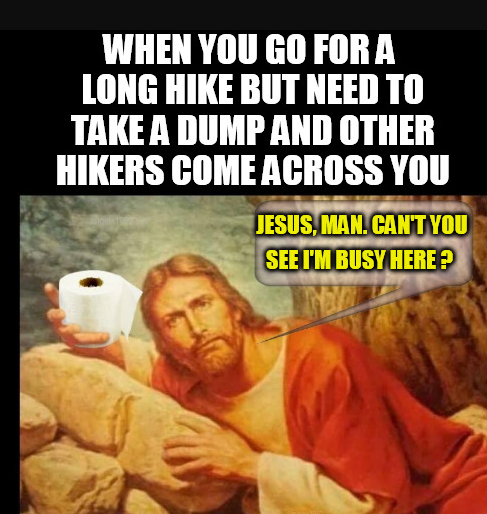 WHEN YOU GO FOR A
LONG HIKE BUT NEED TO
TAKE A DUMP AND OTHER
HIKERS COME ACROSS YOU
JESUS, MAN. CAN'T YOU
SEE I'M BUSY HERE ?